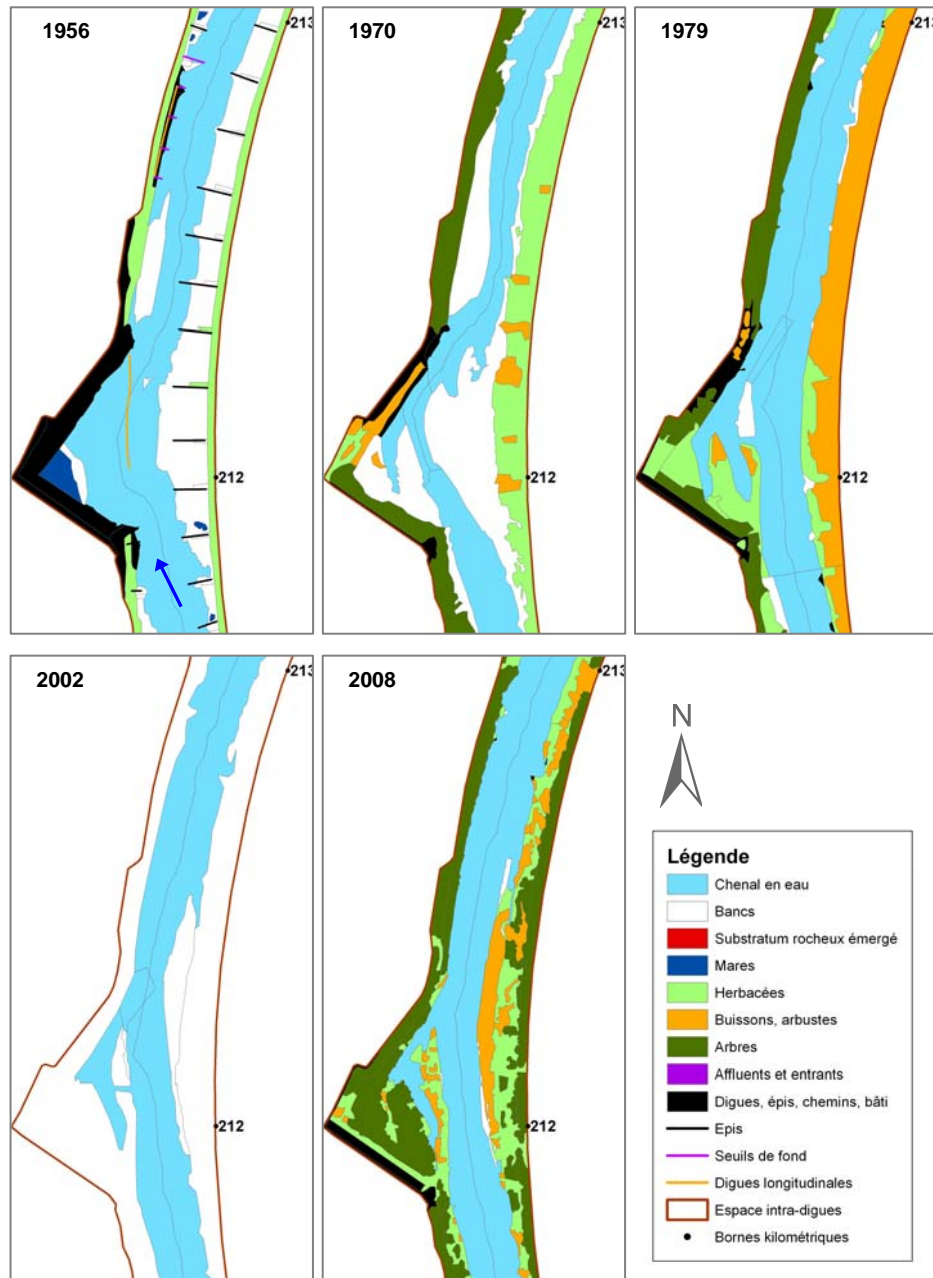 1956
213
212
1970
213
212
1979
213
212
2002
213
212
2008
213
212
N
Légende
Chenal en eau
Bancs
Substratum rocheux émergé
Mares
Herbacées
Buissons, arbustes
Arbres
Affluents et entrants
Digues, épis, chemins, bâti
Epis
Seuils de fond
Digues longitudinales
Espace intra-digues
Bornes kilométriques